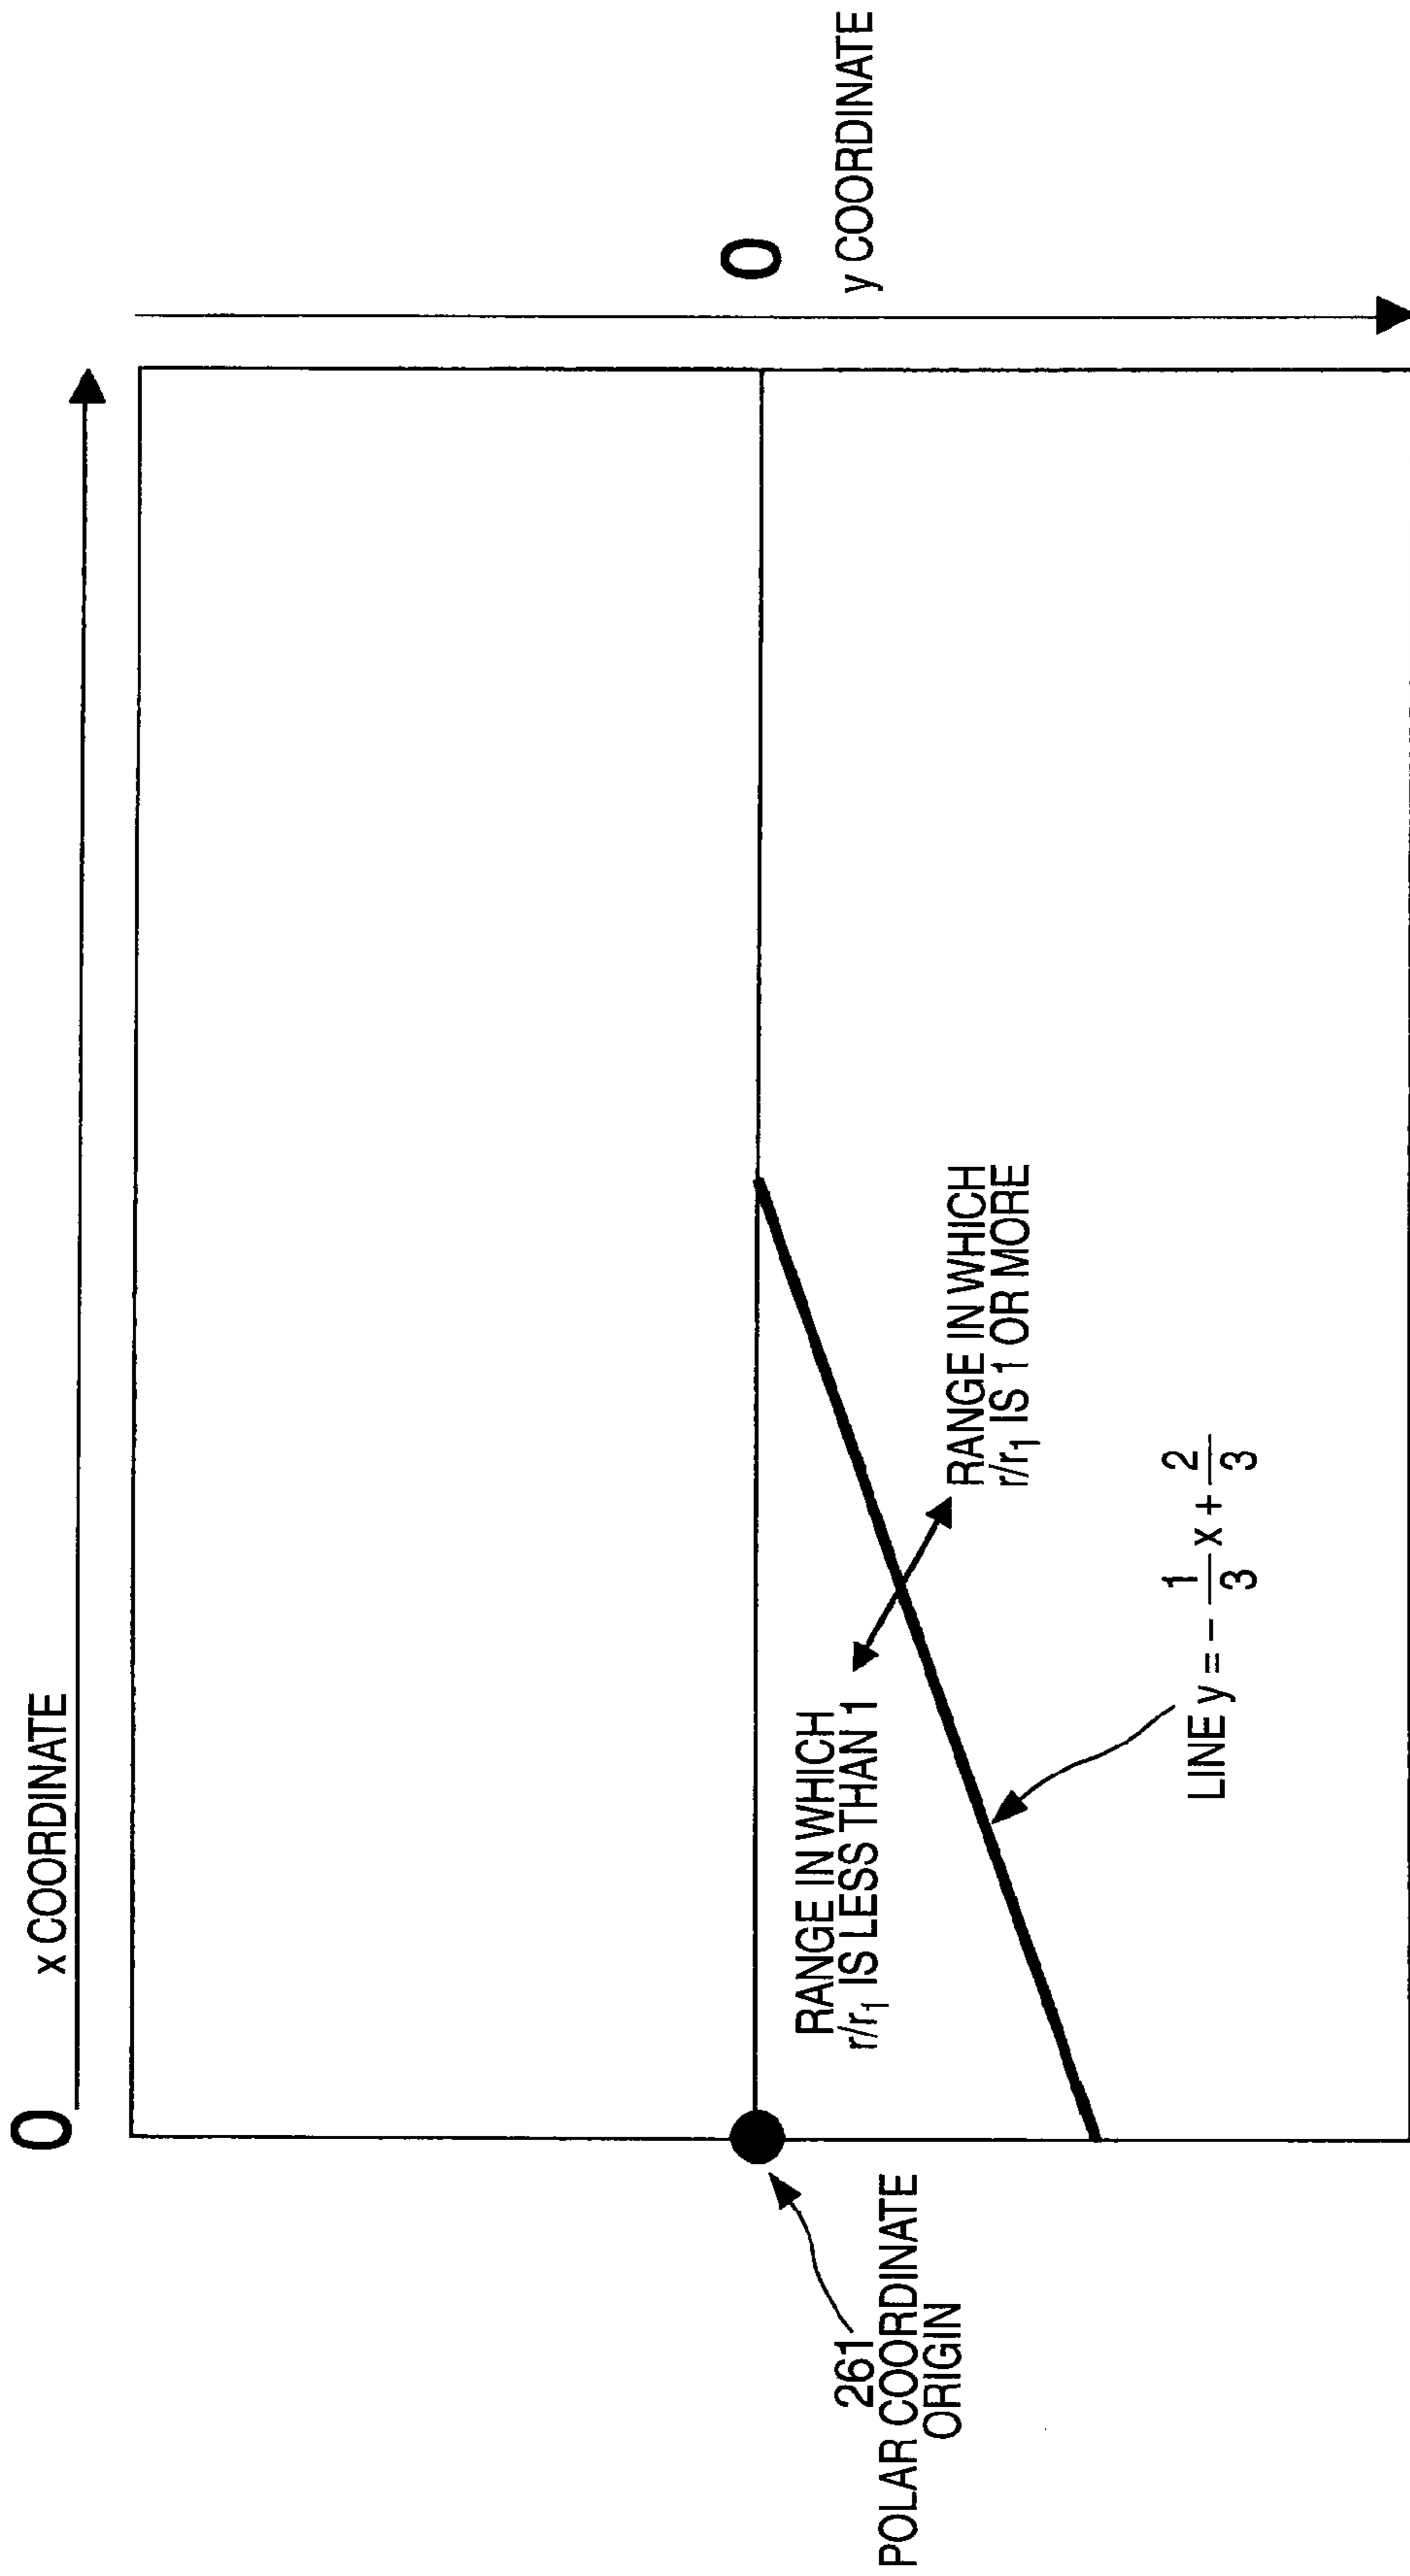 0
x COORDINATE
0
y COORDINATE
261
POLAR COORDINATE
ORIGIN
RANGE IN WHICH
r/r₁ IS LESS THAN 1
RANGE IN WHICH
r/r₁ IS 1 OR MORE
LINE y = - 1/3 x + 2/3